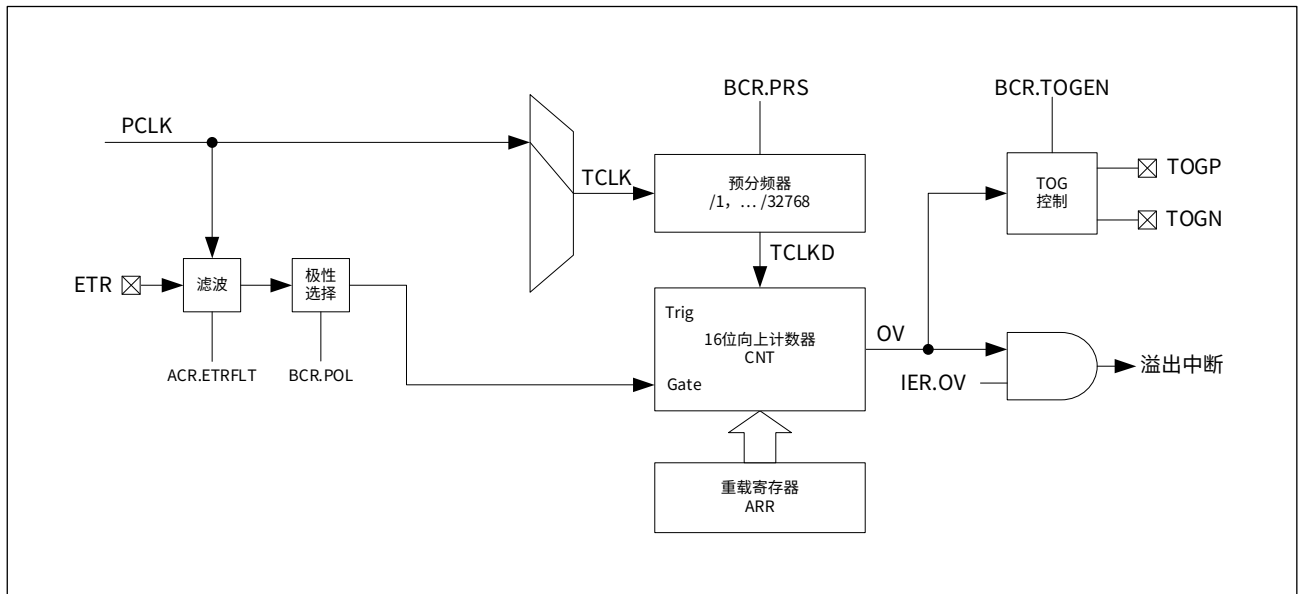 BCR.PRS
BCR.TOGEN
PCLK
TCLK
预分频器
/1，… /32768
TOG
控制
TOGP
TOGN
TCLKD
ETR
滤波
极性
选择
Trig
16位向上计数器
CNT
Gate
OV
溢出中断
IER.OV
ACR.ETRFLT
BCR.POL
重载寄存器
ARR